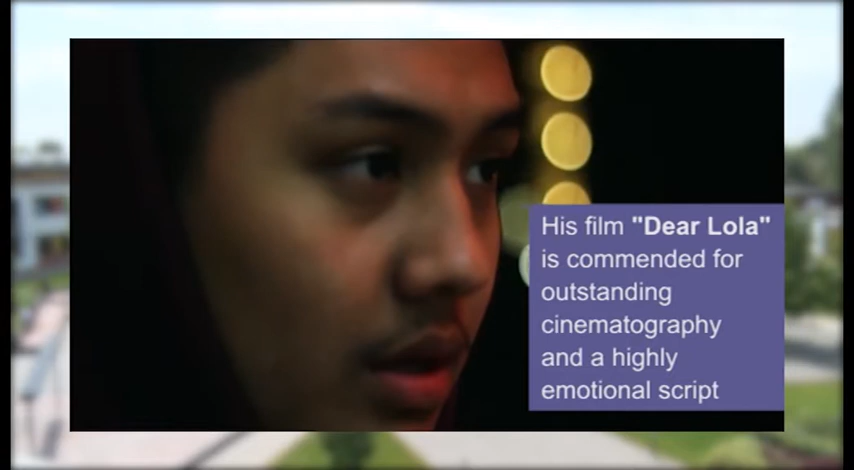 His film "Dear Lola"
is commended for
outstanding
cinematography
and a highly
emotional script